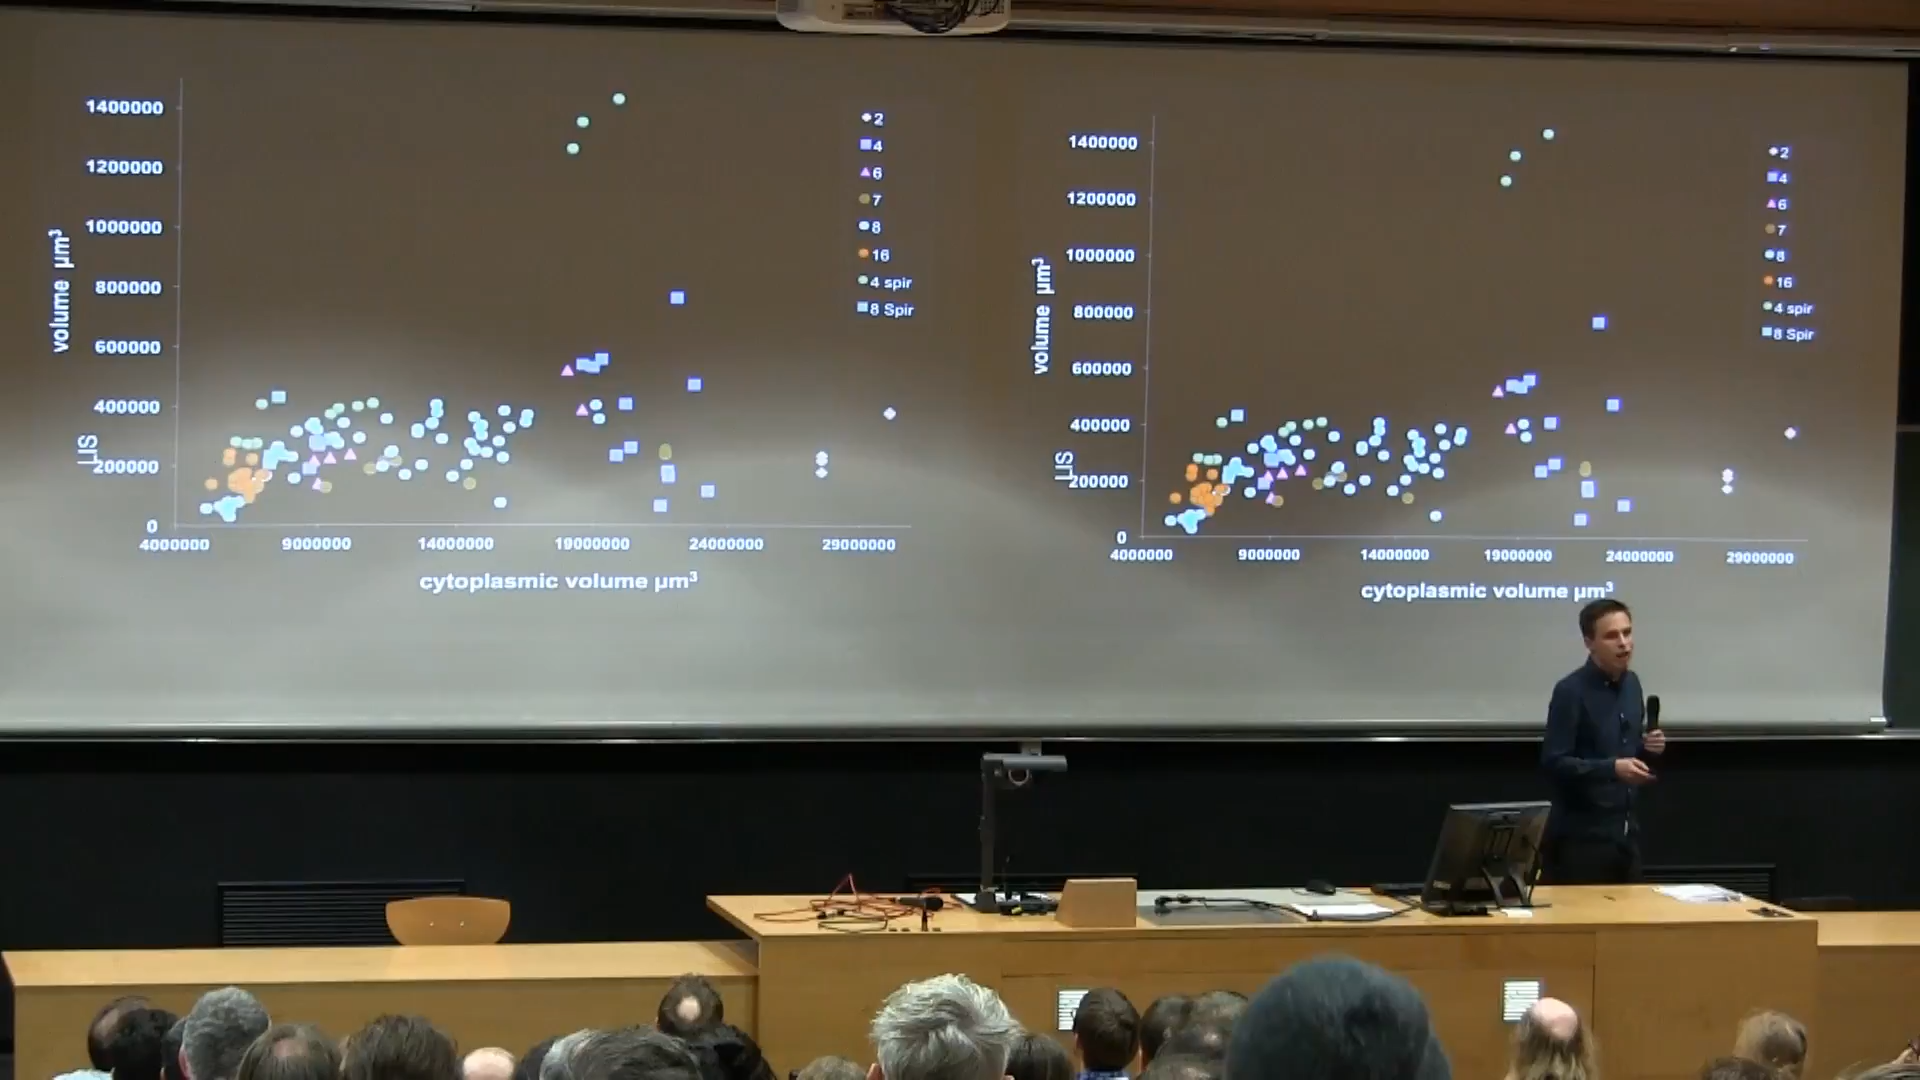 1400000
1200000
1000000
800000
600000
400000
200000
0
volume µm³
4000000 9000000 14000000 19000000 24000000 29000000
cytoplasmic volume µm³
2
4
6
7
8
16
4 spir
8 Spir
1400000
1200000
1000000
800000
600000
400000
200000
0
volume µm³
4000000 9000000 14000000 19000000 24000000 29000000
cytoplasmic volume µm³
2
4
6
7
8
16
4 spir
8 Spir